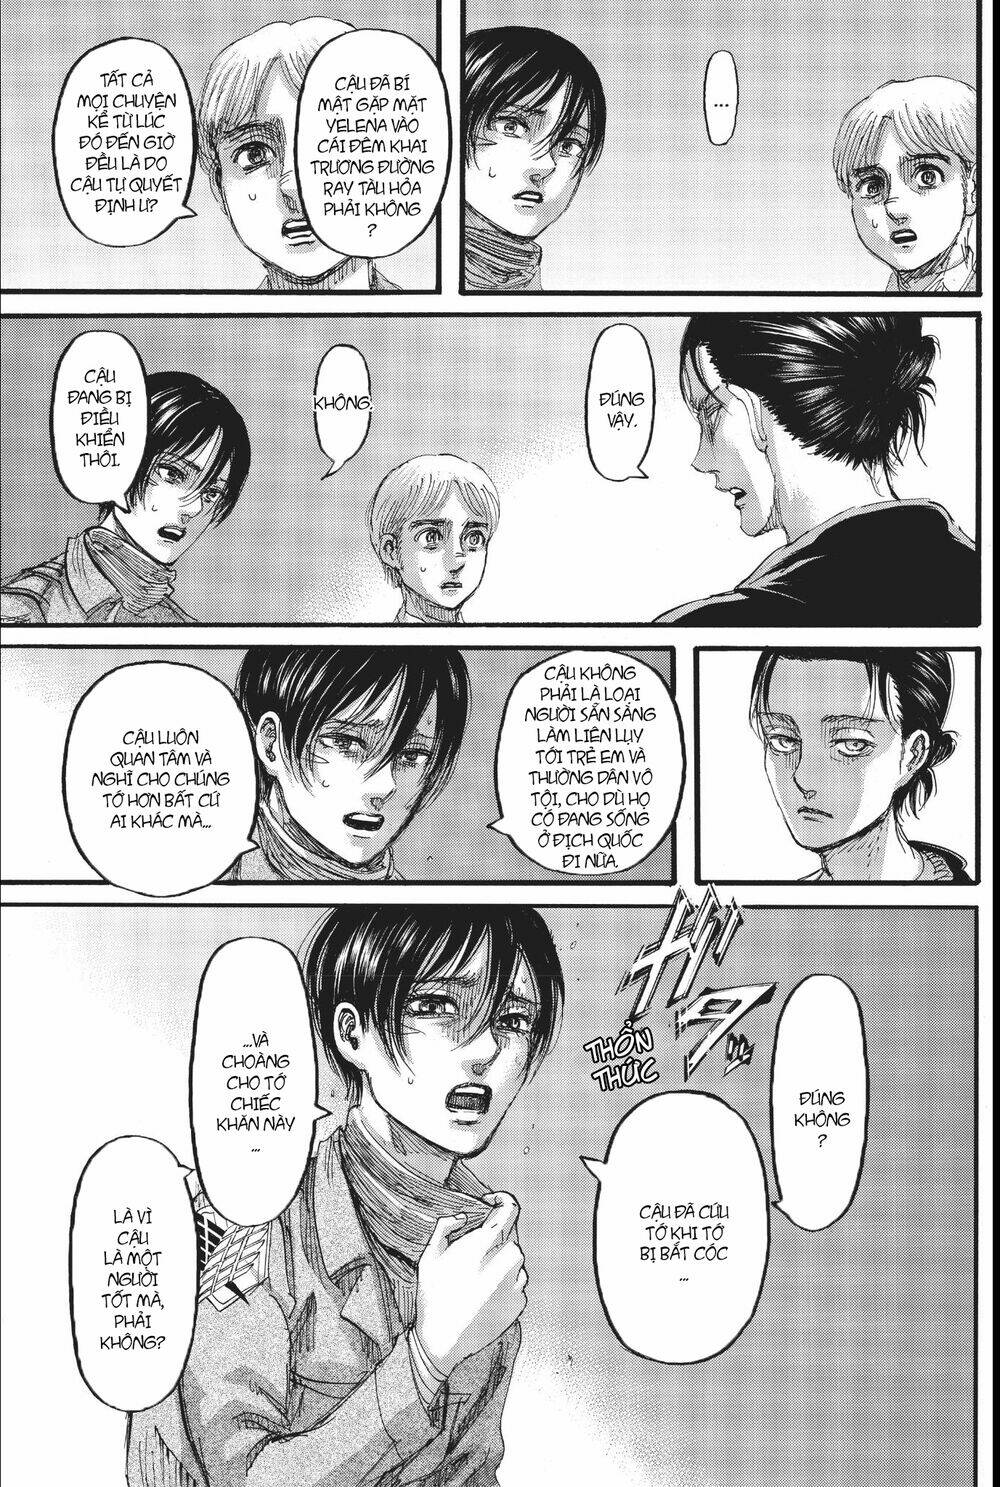 ...
CẬU ĐÃ BÍ
MẬT GẶP MẶT
YELENA VÀO
CÁI ĐÊM KHAI
TRƯƠNG ĐƯỜNG
RAY TÀU HỎA
PHẢI KHÔNG
?
TẤT CẢ
MỌI CHUYỆN
KỂ TỪ LÚC
ĐÓ ĐẾN GIỜ
ĐỀU LÀ DO
CẬU TỰ QUYẾT
ĐỊNH Ư?
ĐÚNG
VẬY.
KHÔNG.
CẬU
ĐANG BỊ
ĐIỀU
KHIỂN
THÔI.
CẬU KHÔNG
PHẢI LÀ LOẠI
NGƯỜI SẴN SÀNG
LÀM LIÊN LỤY
TỚI TRẺ EM VÀ
THƯỜNG DÂN VÔ
TỘI, CHO DÙ HỌ
CÓ ĐANG SỐNG
Ở ĐỊCH QUỐC
ĐI NỮA.
CẬU LUÔN
QUAN TÂM VÀ
NGHĨ CHO CHÚNG
TỚ HƠN BẤT CỨ
AI KHÁC MÀ...
ĐÚNG
KHÔNG
?
THỔN
THỨC
CẬU ĐÃ CỨU
TỚ KHI TỚ
BỊ BẮT CÓC
...
...VÀ
CHOÀNG
CHO TỚ
CHIẾC
KHĂN NÀY
...
LÀ VÌ
CẬU
LÀ MỘT
NGƯỜI
TỐT MÀ,
PHẢI
KHÔNG?